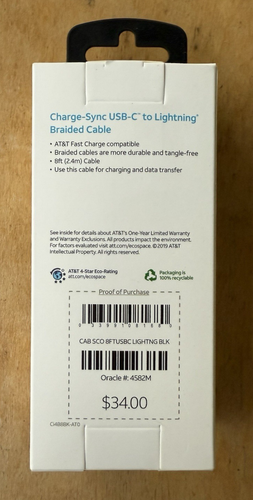 Charge-Sync USB-C™ to Lightning®
Braided Cable
• AT&T Fast Charge compatible
• Braided cables are more durable and tangle-free
• 8ft (2.4m) Cable
• Use this cable for charging and data transfer
See inside for details about AT&T's One-Year Limited Warranty
and Warranty Exclusions. All products impact the environment.
For factors evaluated visit att.com/ecospace. ©2019 AT&T
Intellectual Property. All rights reserved.
AT&T 4-Star Eco-Rating
att.com/ecospace
Packaging is
100% recyclable
Proof of Purchase
CAB SCO 8FTUSBC LIGHTNG BLK
Oracle #: 4582M
$34.00